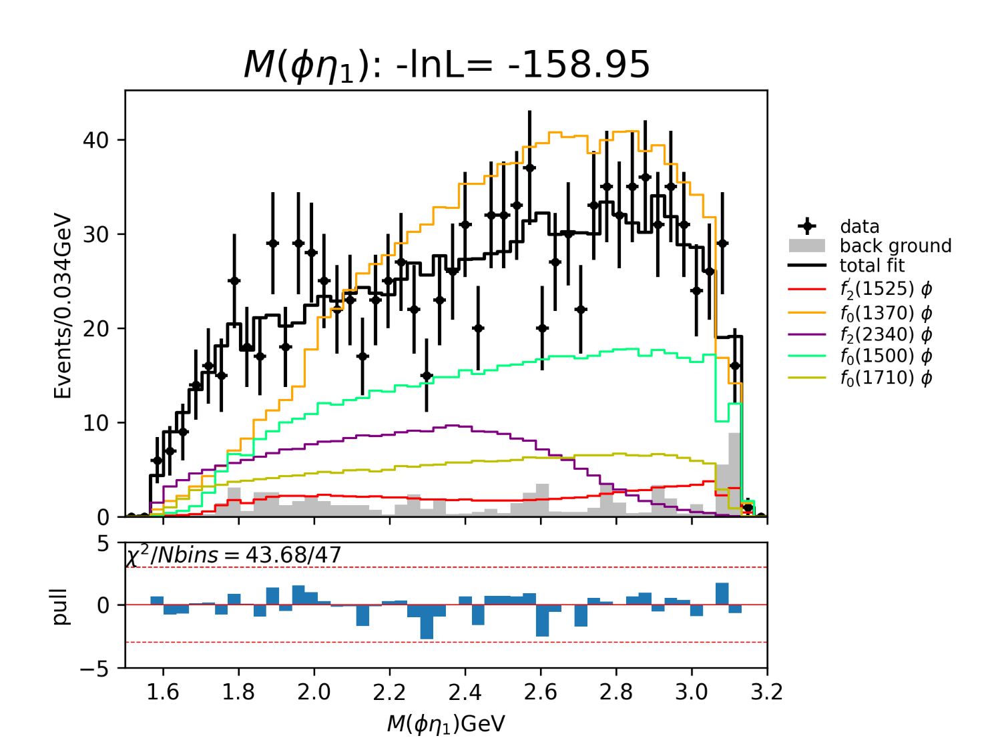 M(ϕη₁): -lnL= -158.95
Events/0.034GeV
40
30
20
10
0
data
back ground
total fit
f₂′(1525) ϕ
f₀(1370) ϕ
f₂(2340) ϕ
f₀(1500) ϕ
f₀(1710) ϕ
χ²/Nbins = 43.68/47
pull
5
0
−5
1.6 1.8 2.0 2.2 2.4 2.6 2.8 3.0 3.2
M(ϕη₁)GeV